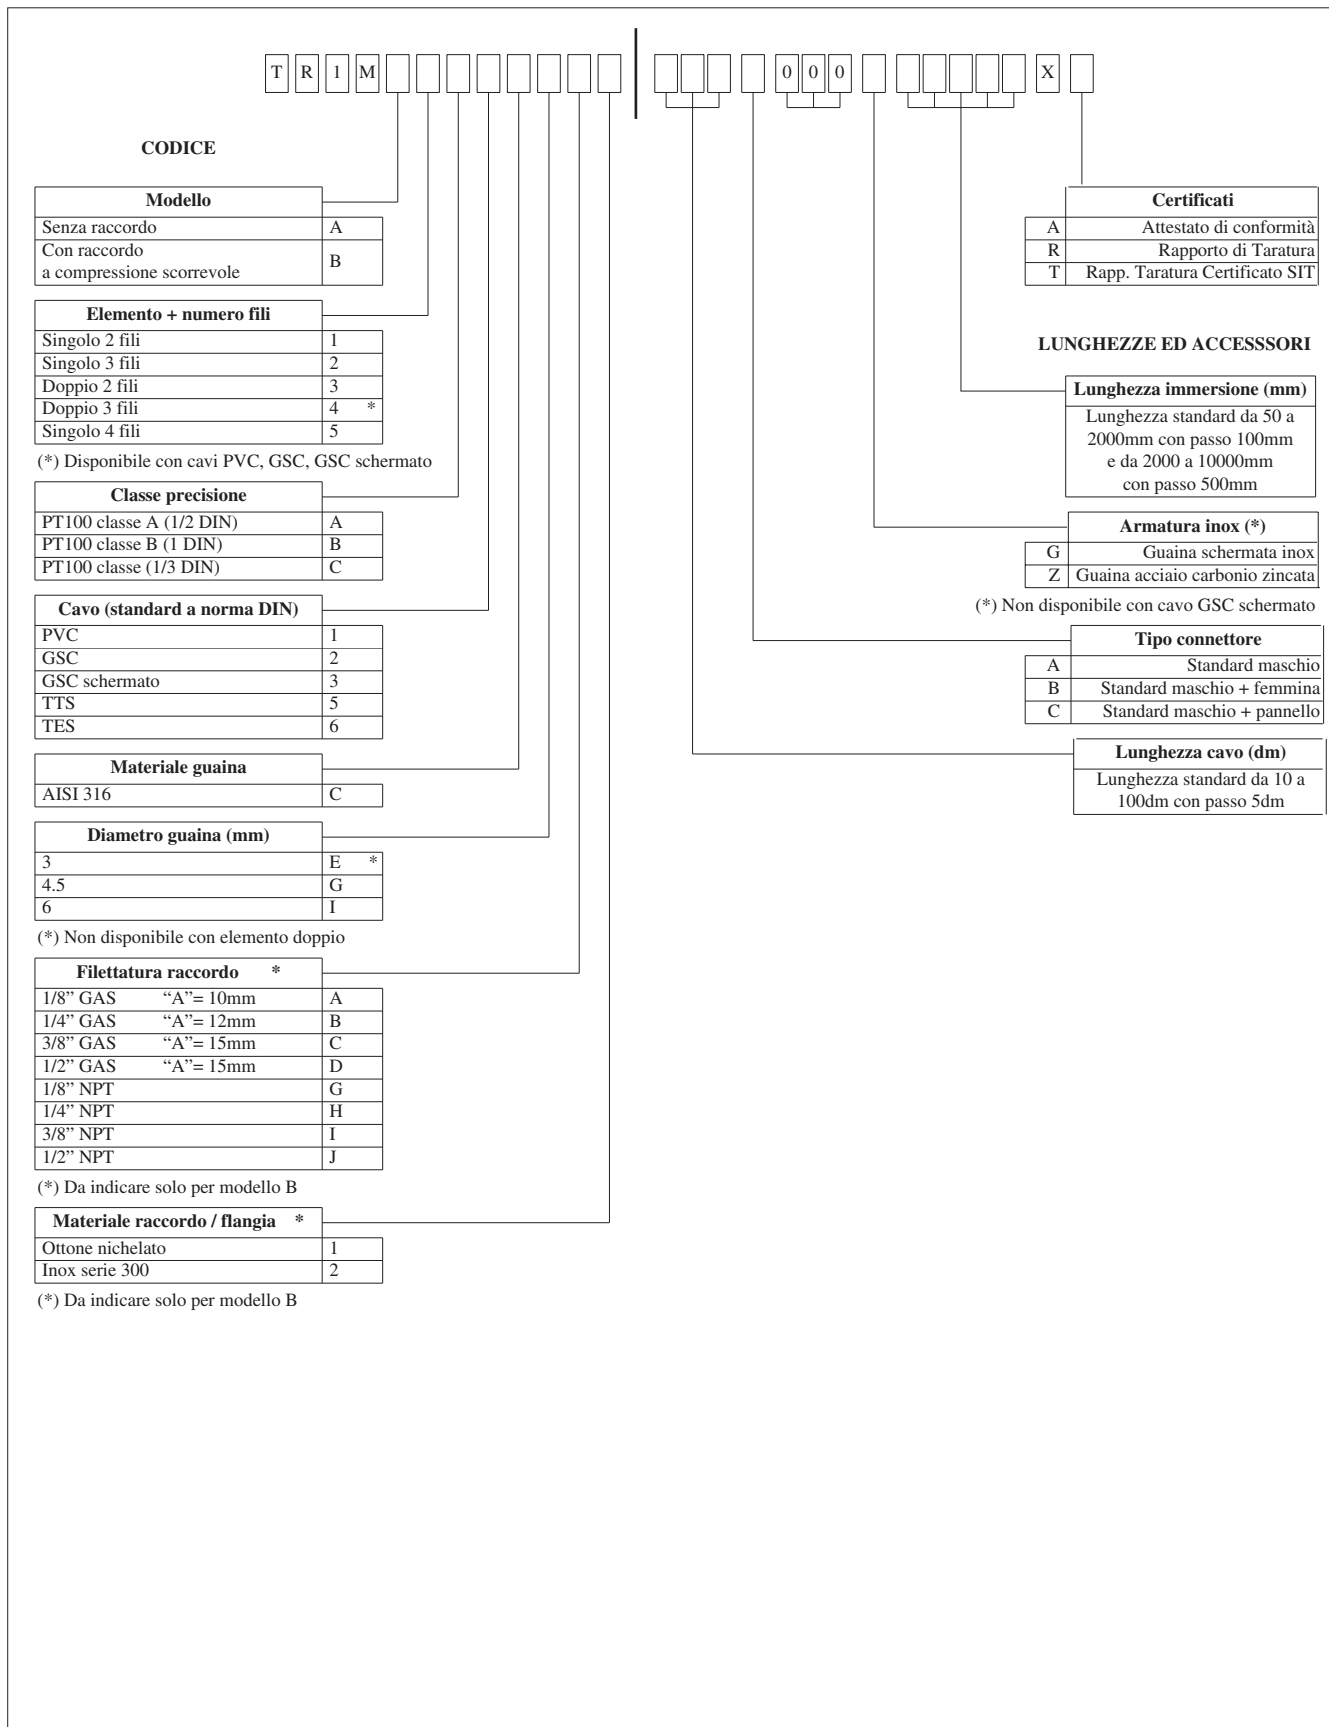 T R 1 M 0 0 0 X
CODICE
Modello
Senza raccordo A
Con raccordo
a compressione scorrevole B
Elemento + numero fili
Singolo 2 fili 1
Singolo 3 fili 2
Doppio 2 fili 3
Doppio 3 fili 4 *
Singolo 4 fili 5
(*) Disponibile con cavi PVC, GSC, GSC schermato
Classe precisione
PT100 classe A (1/2 DIN) A
PT100 classe B (1 DIN) B
PT100 classe (1/3 DIN) C
Cavo (standard a norma DIN)
PVC 1
GSC 2
GSC schermato 3
TTS 5
TES 6
Materiale guaina
AISI 316 C
Diametro guaina (mm)
3 E *
4.5 G
6 I
(*) Non disponibile con elemento doppio
Filettatura raccordo *
1/8” GAS “A”= 10mm A
1/4” GAS “A”= 12mm B
3/8” GAS “A”= 15mm C
1/2” GAS “A”= 15mm D
1/8” NPT G
1/4” NPT H
3/8” NPT I
1/2” NPT J
(*) Da indicare solo per modello B
Materiale raccordo / flangia *
Ottone nichelato 1
Inox serie 300 2
(*) Da indicare solo per modello B
Certificati
A Attestato di conformità
R Rapporto di Taratura
T Rapp. Taratura Certificato SIT
LUNGHEZZE ED ACCESSSORI
Lunghezza immersione (mm)
Lunghezza standard da 50 a
2000mm con passo 100mm
e da 2000 a 10000mm
con passo 500mm
Armatura inox (*)
G Guaina schermata inox
Z Guaina acciaio carbonio zincata
(*) Non disponibile con cavo GSC schermato
Tipo connettore
A Standard maschio
B Standard maschio + femmina
C Standard maschio + pannello
Lunghezza cavo (dm)
Lunghezza standard da 10 a
100dm con passo 5dm